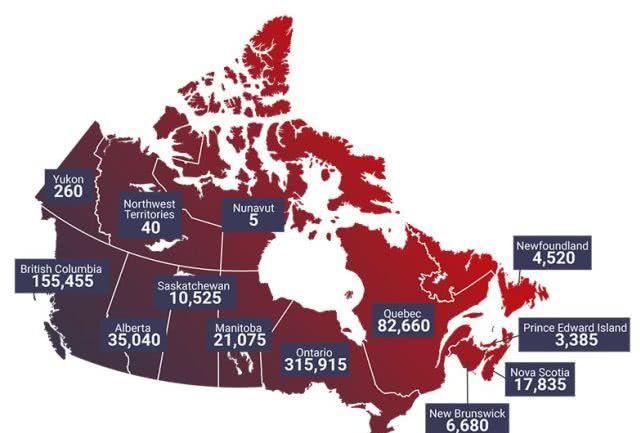 Yukon
260
Northwest
Territories
40
Nunavut
5
Newfoundland
4,520
British Columbia
155,455
Saskatchewan
10,525
Quebec
82,660
Alberta
35,040
Manitoba
21,075
Prince Edward Island
3,385
Ontario
315,915
Nova Scotia
17,835
New Brunswick
6,680